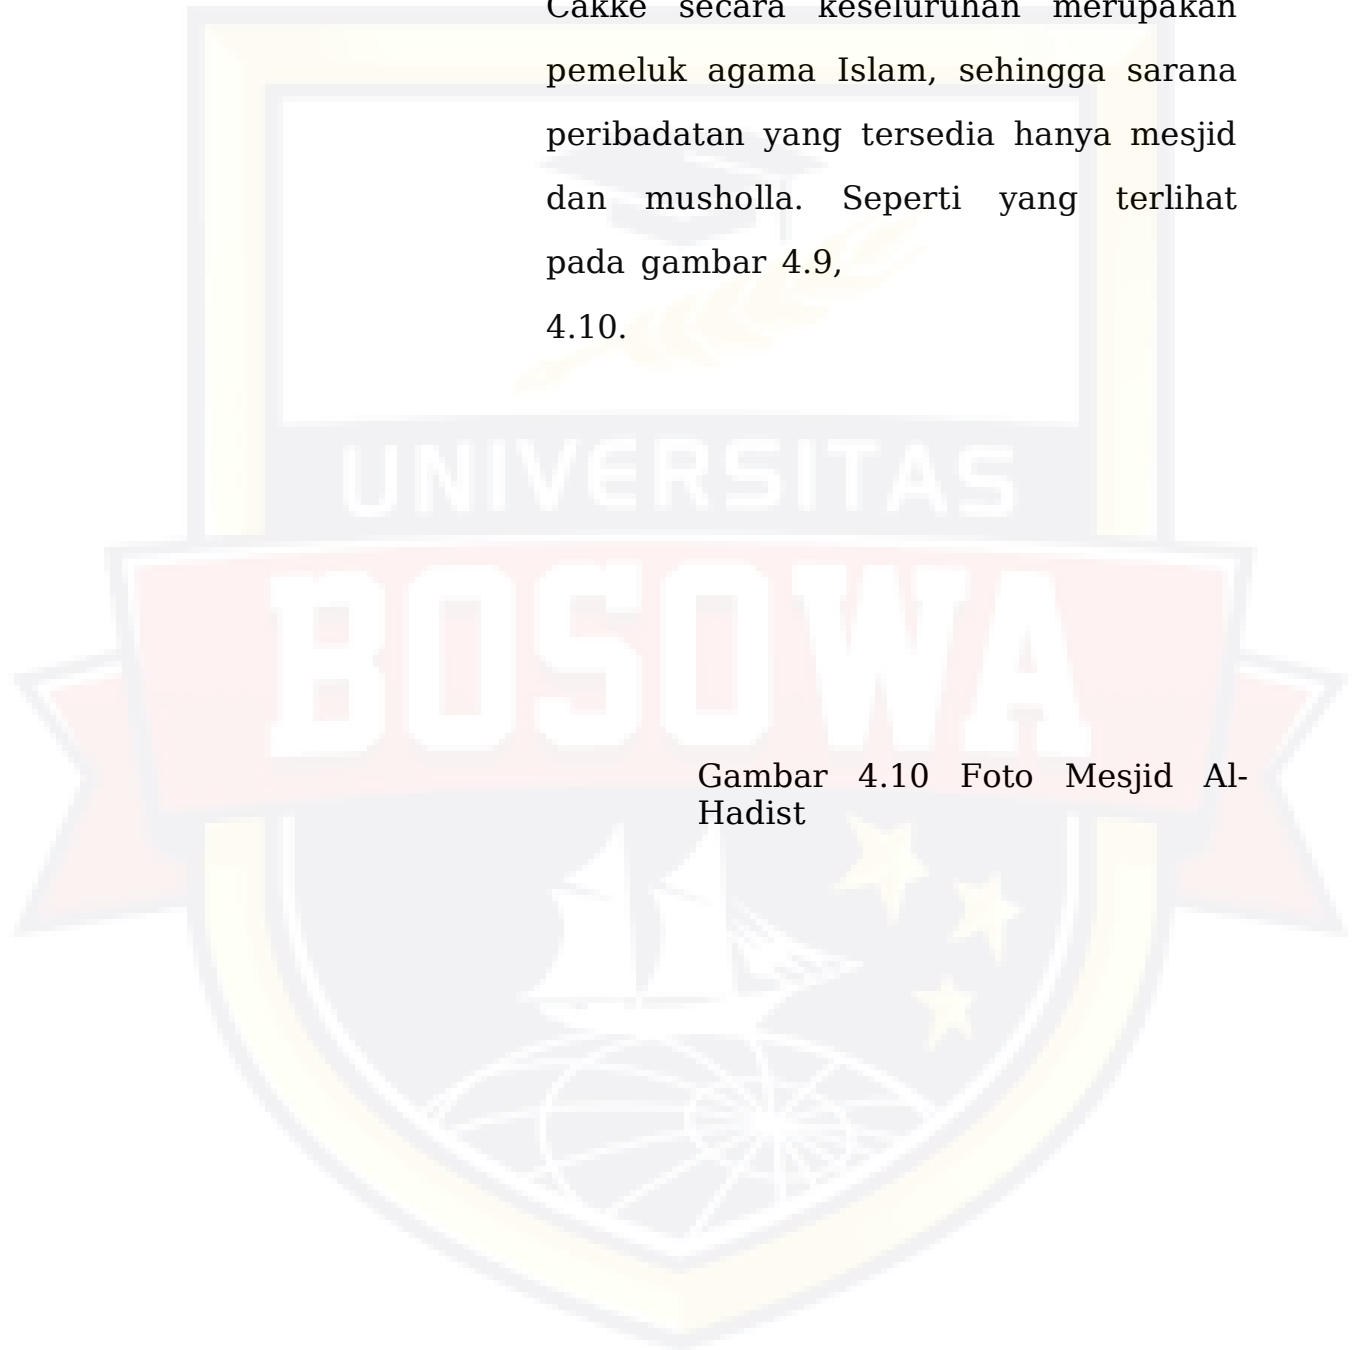 Cakke secara keseluruhan merupakan
pemeluk agama Islam, sehingga sarana
peribadatan yang tersedia hanya mesjid
dan musholla. Seperti yang terlihat
pada gambar 4.9,
4.10.
UNIVERSITAS
BOSOWA
Gambar 4.10 Foto Mesjid Al-
Hadist